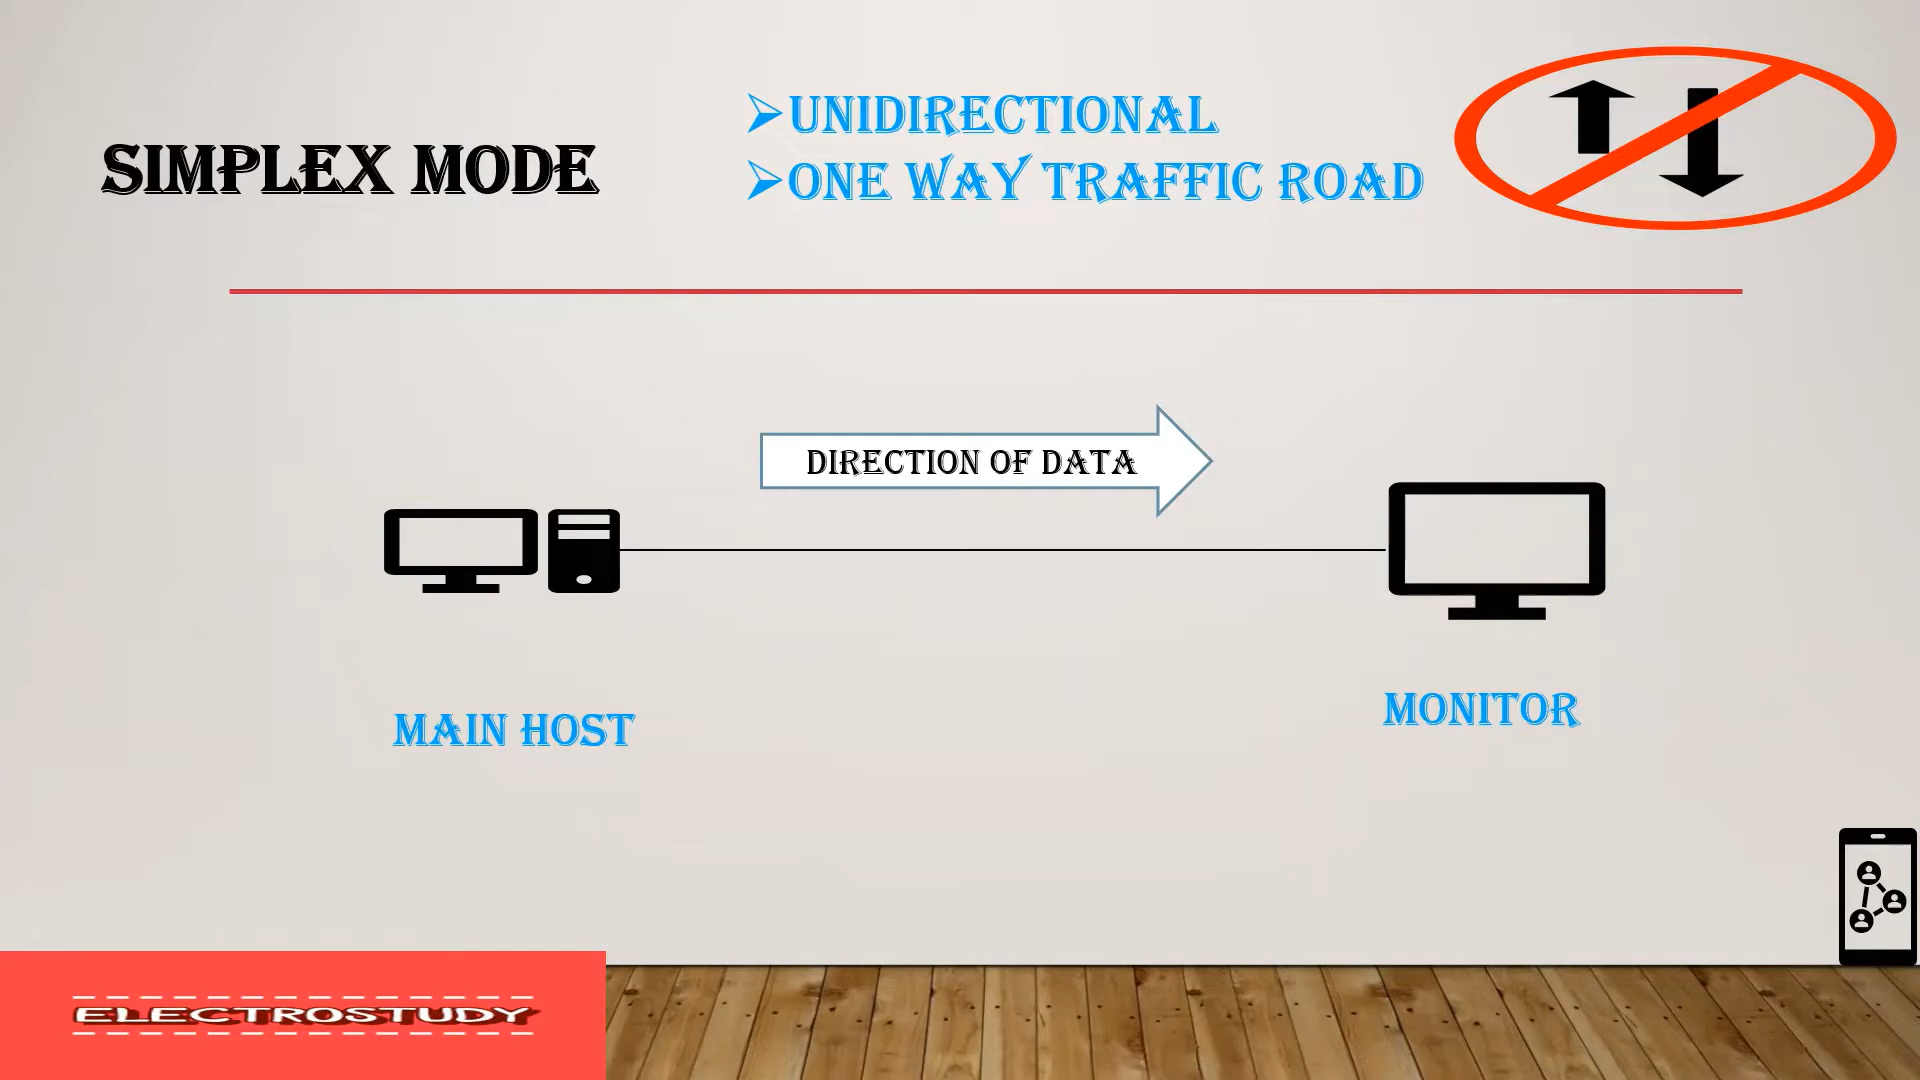 SIMPLEX MODE
➢UNIDIRECTIONAL
➢ONE WAY TRAFFIC ROAD
DIRECTION OF DATA
MAIN HOST
MONITOR
ELECTROSTUDY